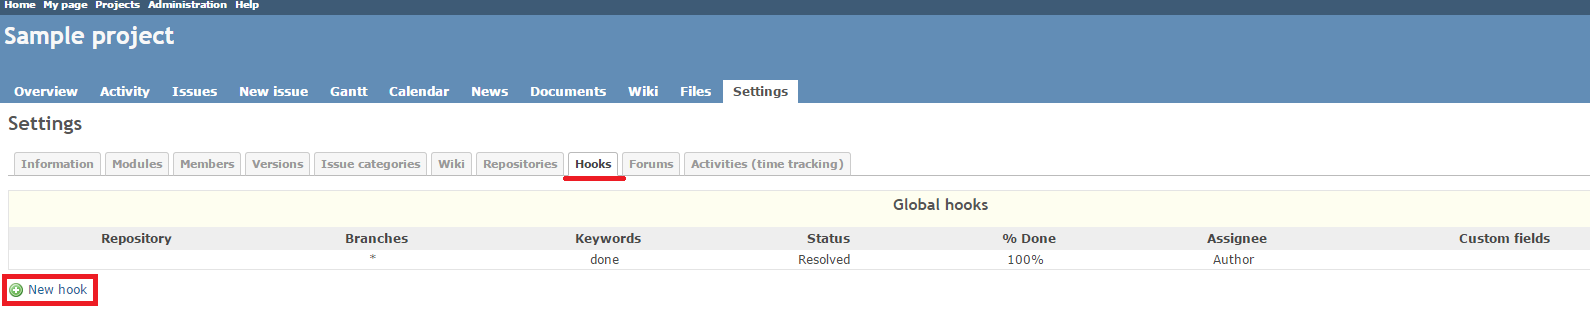 Home My page Projects Administration Help
Sample project
Overview Activity Issues New issue Gantt Calendar News Documents Wiki Files Settings
Settings
Information Modules Members Versions Issue categories Wiki Repositories Hooks Forums Activities (time tracking)
Global hooks
Repository Branches Keywords Status % Done Assignee Custom fields
* done Resolved 100% Author
New hook